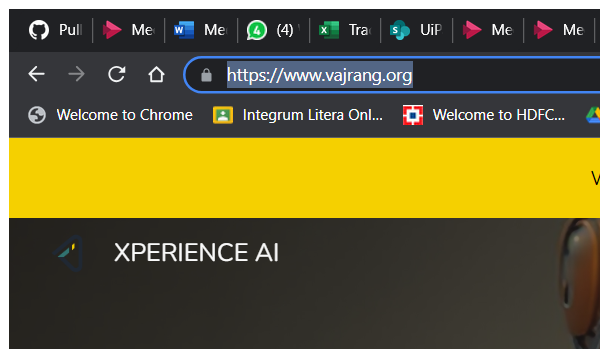 Pull
Me
Me
(4)
Tra
UiP
Me
Me
https://www.vajrang.org
Welcome to Chrome
Integrum Litera Onl...
Welcome to HDFC...
V
XPERIENCE AI